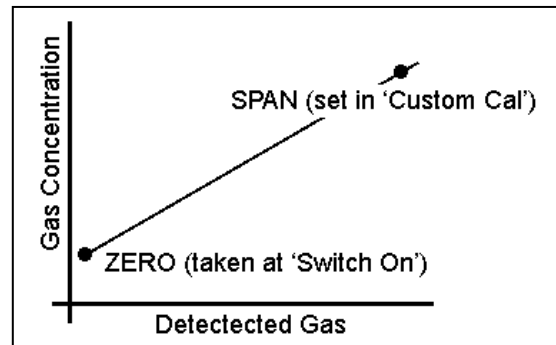 Gas Concentration
SPAN (set in 'Custom Cal')
ZERO (taken at 'Switch On')
Detectected Gas